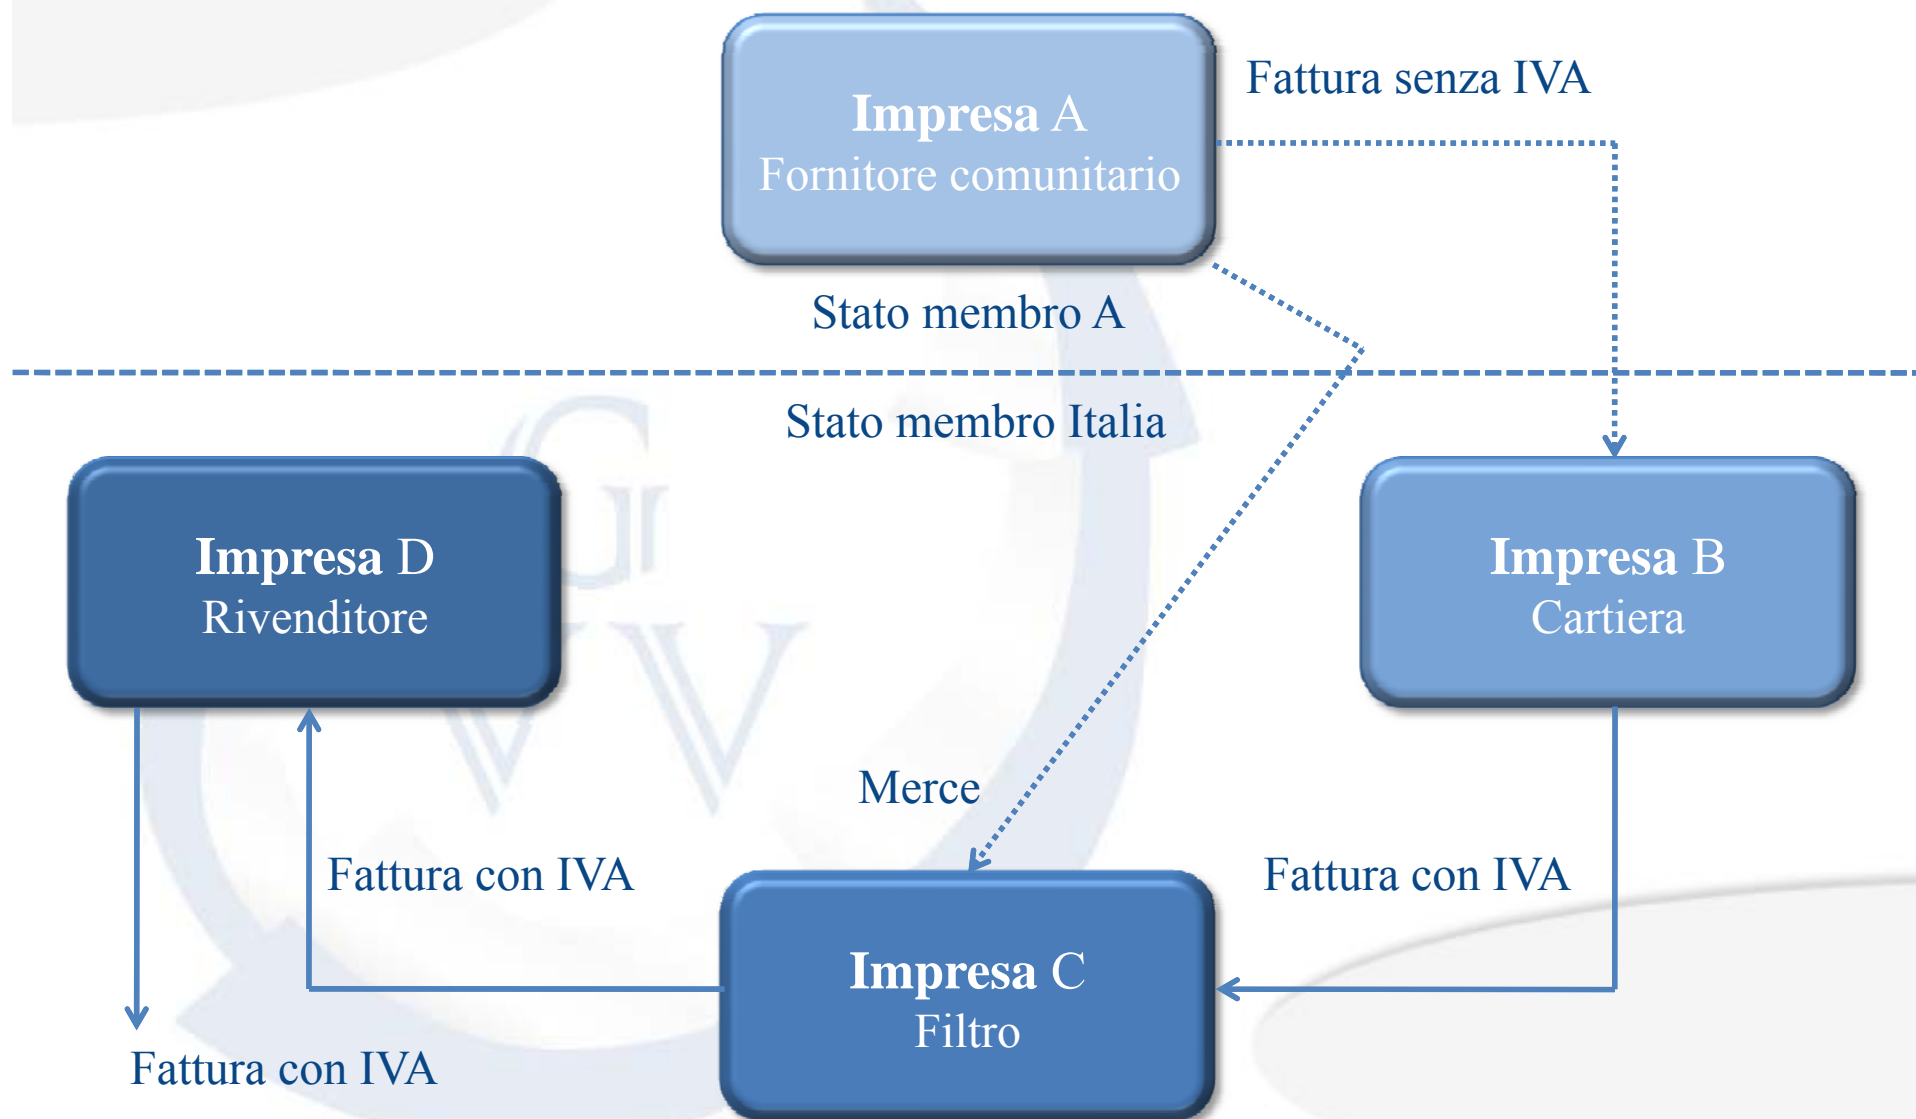 Impresa A
Fornitore comunitario
Fattura senza IVA
Stato membro A
Stato membro Italia
Impresa D
Rivenditore
Impresa B
Cartiera
Merce
Fattura con IVA
Fattura con IVA
Impresa C
Filtro
Fattura con IVA
G
VV